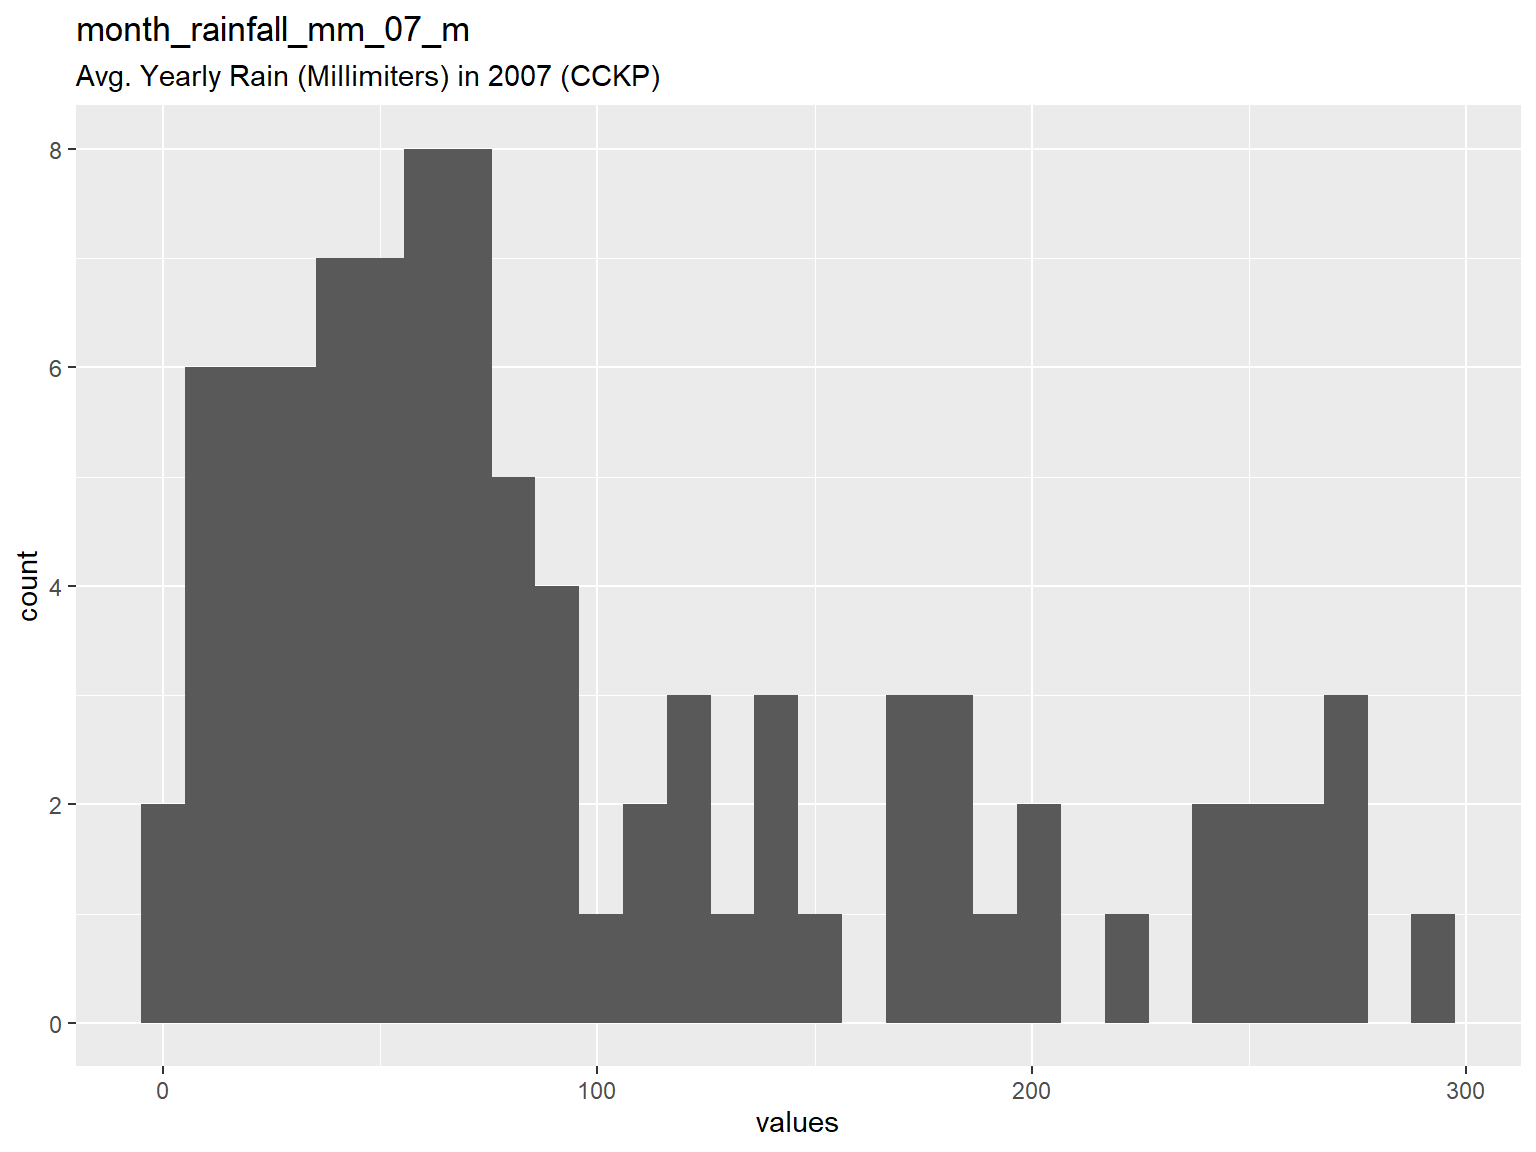 month_rainfall_mm_07_m
Avg. Yearly Rain (Millimiters) in 2007 (CCKP)
8
6
4
2
0
count
0 100 200 300
values